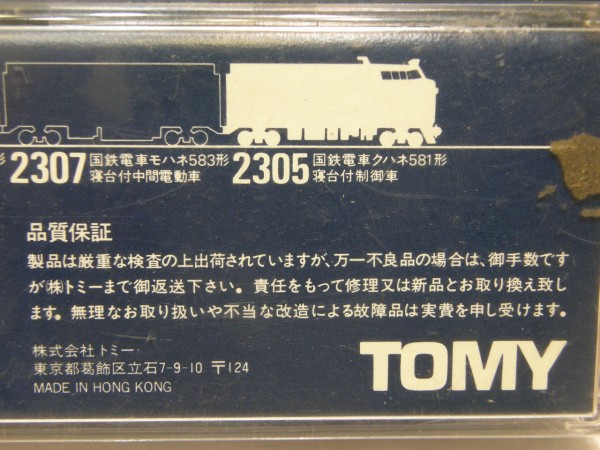 形 2307 国鉄電車モハネ583形 寝台付中間電動車 2305 国鉄電車クハネ581形 寝台付制御車
品質保証
製品は厳重な検査の上出荷されていますが、万一不良品の場合は、御手数です
が㈱トミーまで御返送下さい。責任をもって修理又は新品とお取り換え致し
ます。無理なお取り扱いや不当な改造による故障品は実費を申し受けます。
株式会社トミー
東京都葛飾区立石7-9-10 〒124
MADE IN HONG KONG
TOMY